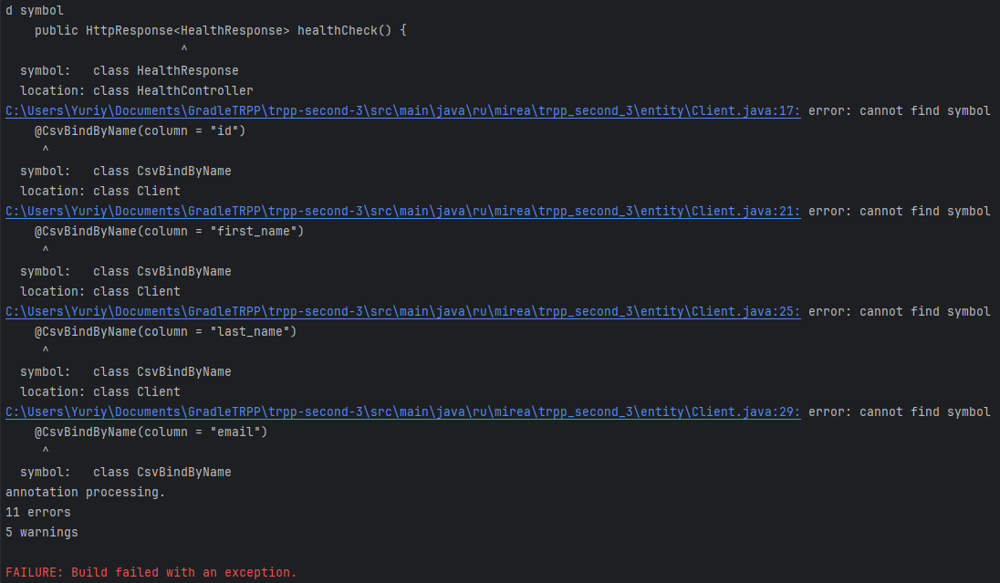 d symbol
    public HttpResponse<HealthResponse> healthCheck() {
                        ^
  symbol:   class HealthResponse
  location: class HealthController
C:\Users\Yuriy\Documents\GradleTRPP\trpp-second-3\src\main\java\ru\mirea\trpp_second_3\entity\Client.java:17: error: cannot find symbol
    @CsvBindByName(column = "id")
     ^
  symbol:   class CsvBindByName
  location: class Client
C:\Users\Yuriy\Documents\GradleTRPP\trpp-second-3\src\main\java\ru\mirea\trpp_second_3\entity\Client.java:21: error: cannot find symbol
    @CsvBindByName(column = "first_name")
     ^
  symbol:   class CsvBindByName
  location: class Client
C:\Users\Yuriy\Documents\GradleTRPP\trpp-second-3\src\main\java\ru\mirea\trpp_second_3\entity\Client.java:25: error: cannot find symbol
    @CsvBindByName(column = "last_name")
     ^
  symbol:   class CsvBindByName
  location: class Client
C:\Users\Yuriy\Documents\GradleTRPP\trpp-second-3\src\main\java\ru\mirea\trpp_second_3\entity\Client.java:29: error: cannot find symbol
    @CsvBindByName(column = "email")
     ^
  symbol:   class CsvBindByName
annotation processing.
11 errors
5 warnings

FAILURE: Build failed with an exception.